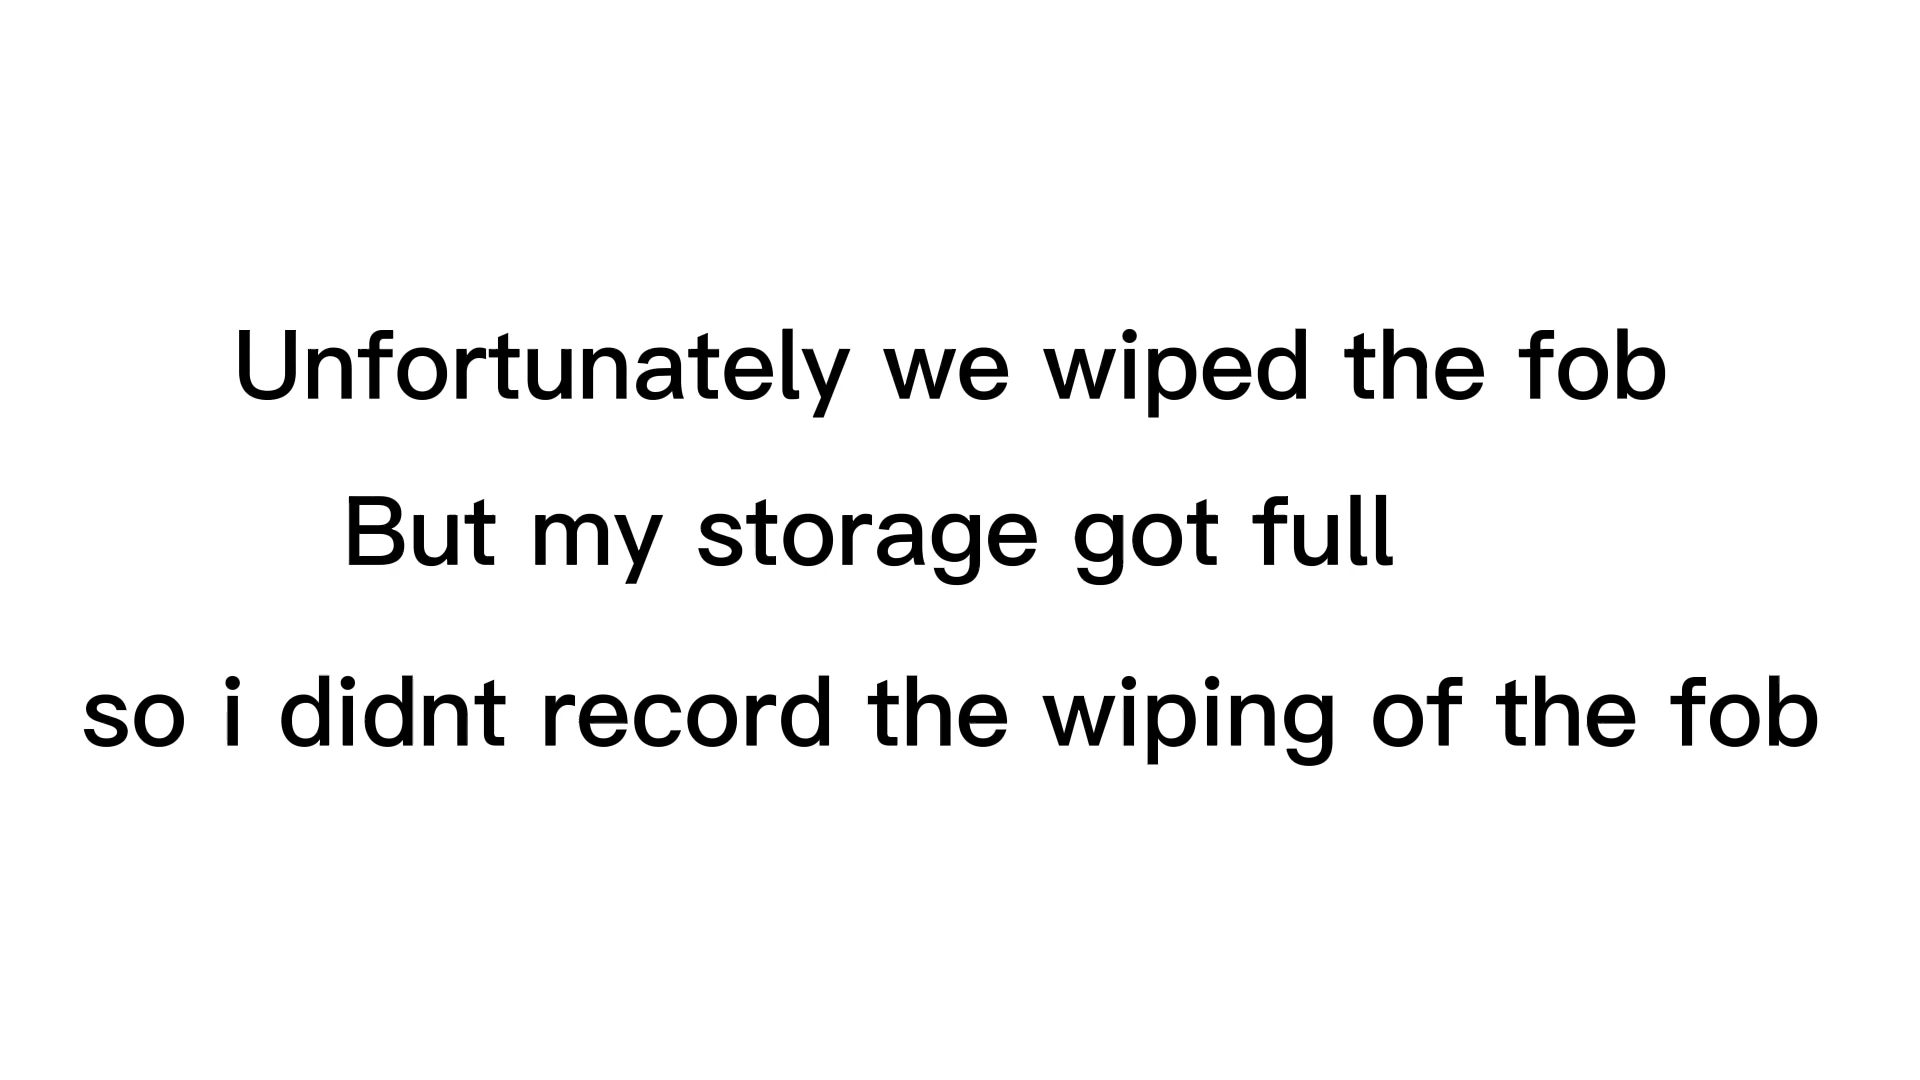 Unfortunately we wiped the fob
But my storage got full
so i didnt record the wiping of the fob